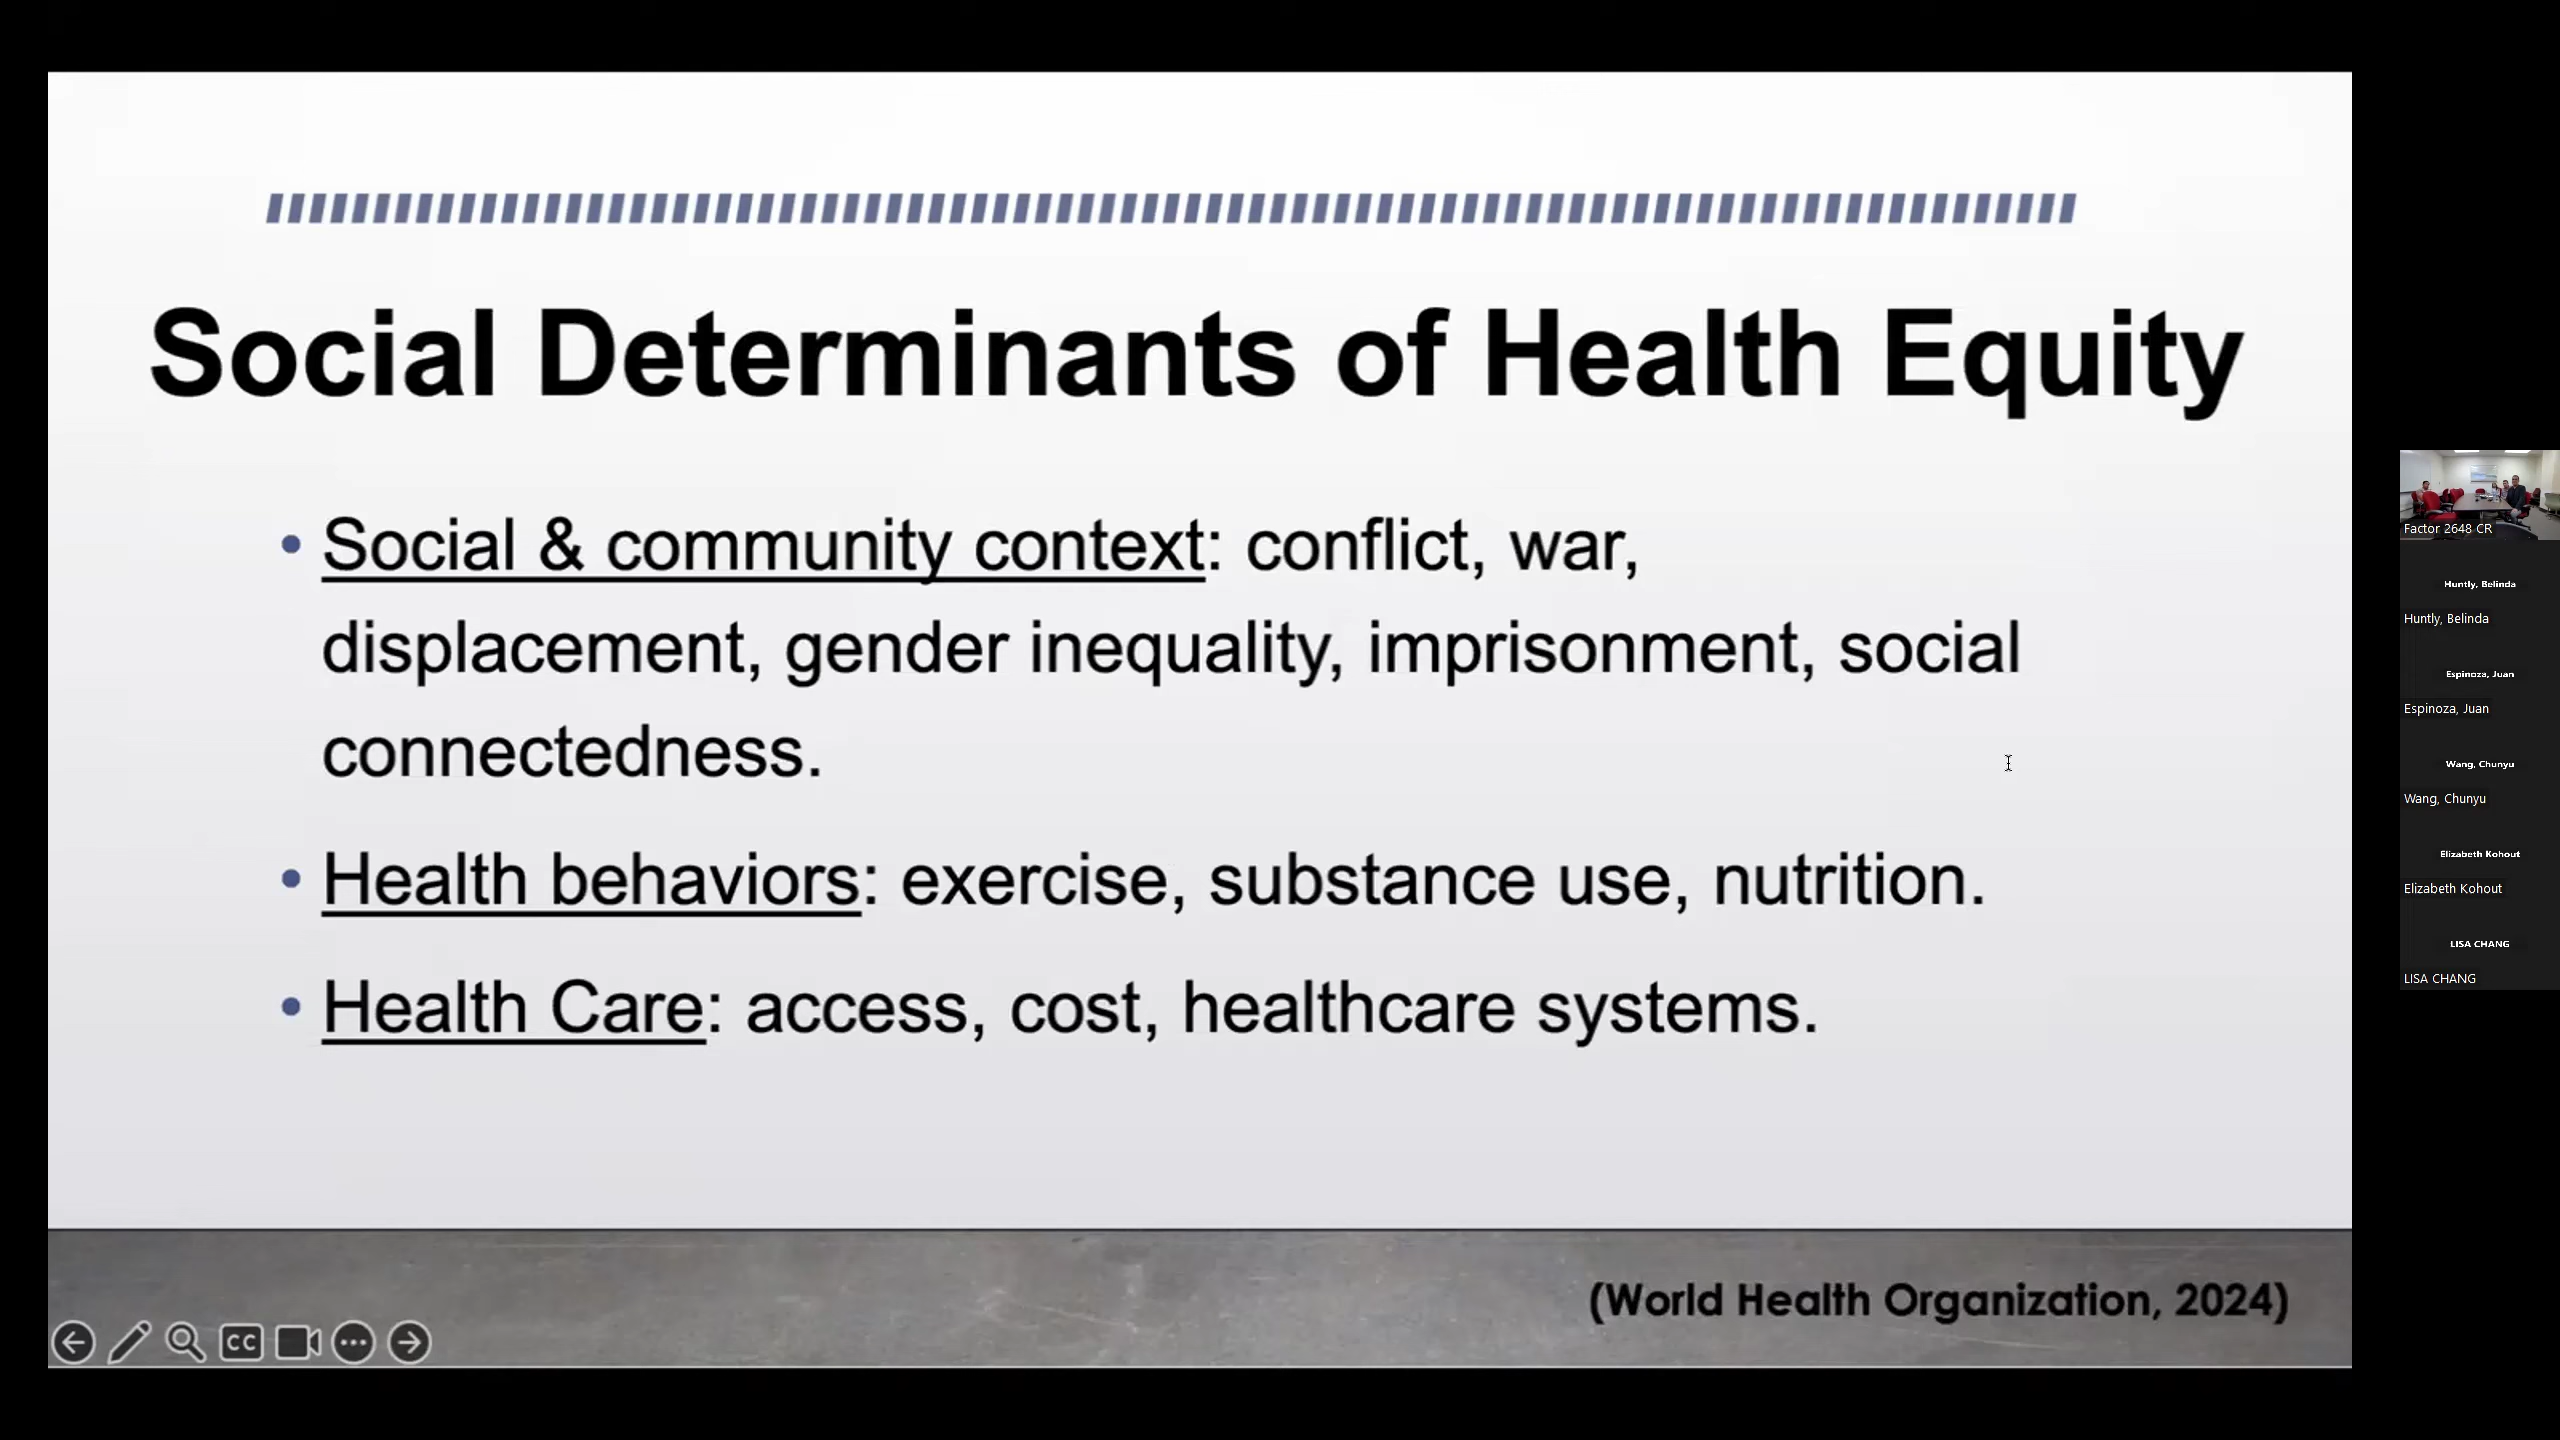 Social Determinants of Health Equity
• Social & community context: conflict, war,
displacement, gender inequality, imprisonment, social
connectedness.
• Health behaviors: exercise, substance use, nutrition.
• Health Care: access, cost, healthcare systems.
(World Health Organization, 2024)
CC
Factor 2648 CR
Huntly, Belinda
Huntly, Belinda
Espinoza, Juan
Espinoza, Juan
Wang, Chunyu
Wang, Chunyu
Elizabeth Kohout
Elizabeth Kohout
LISA CHANG
LISA CHANG